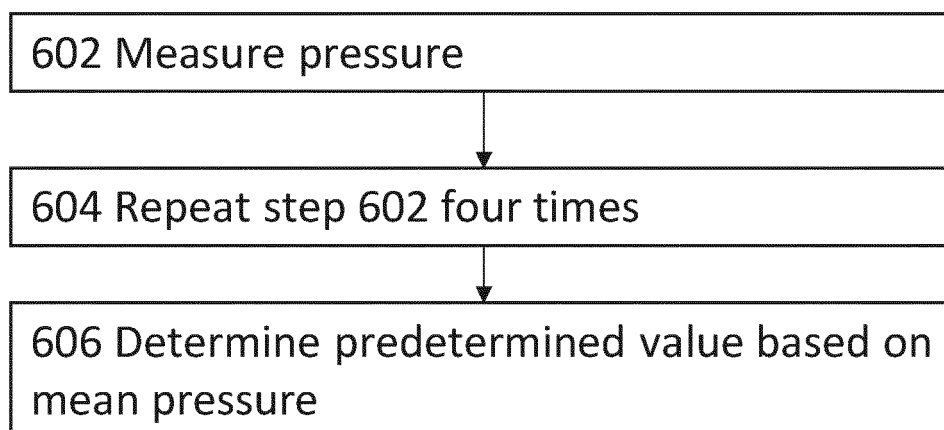 602 Measure pressure
604 Repeat step 602 four times
606 Determine predetermined value based on
mean pressure